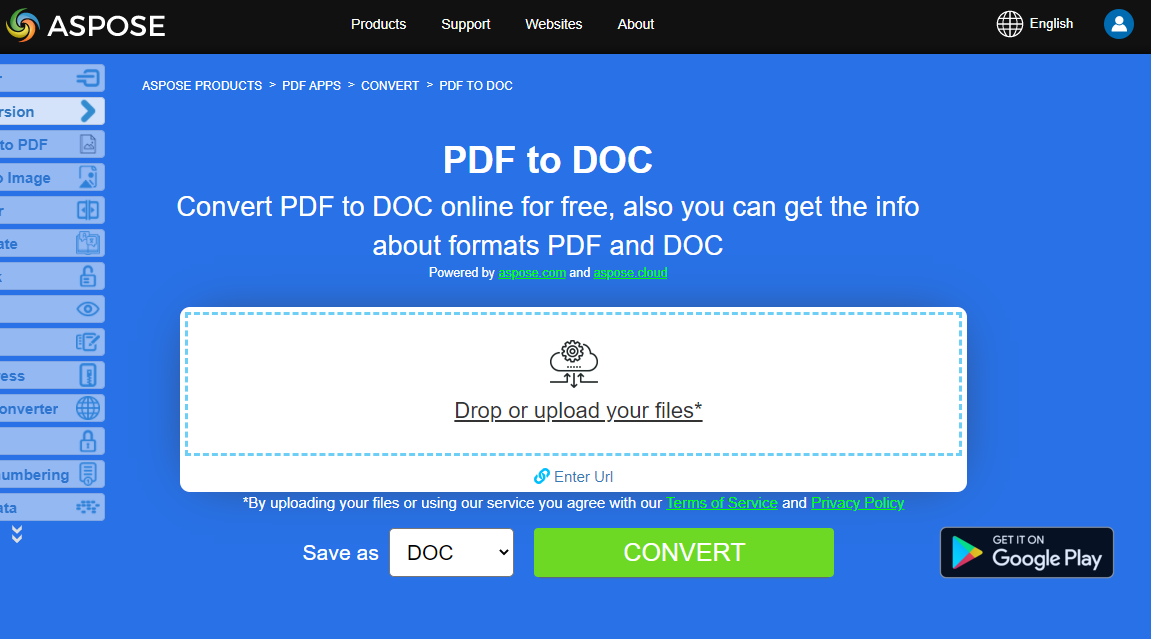 ASPOSE
Products
Support
Websites
About
English
ASPOSE PRODUCTS > PDF APPS > CONVERT > PDF TO DOC
rsion
to PDF
o Image
r
ate
ress
onverter
umbering
ata
PDF to DOC
Convert PDF to DOC online for free, also you can get the info
about formats PDF and DOC
Powered by aspose.com and aspose.cloud
Drop or upload your files*
Enter Url
*By uploading your files or using our service you agree with our Terms of Service and Privacy Policy
Save as
DOC
CONVERT
GET IT ON
Google Play